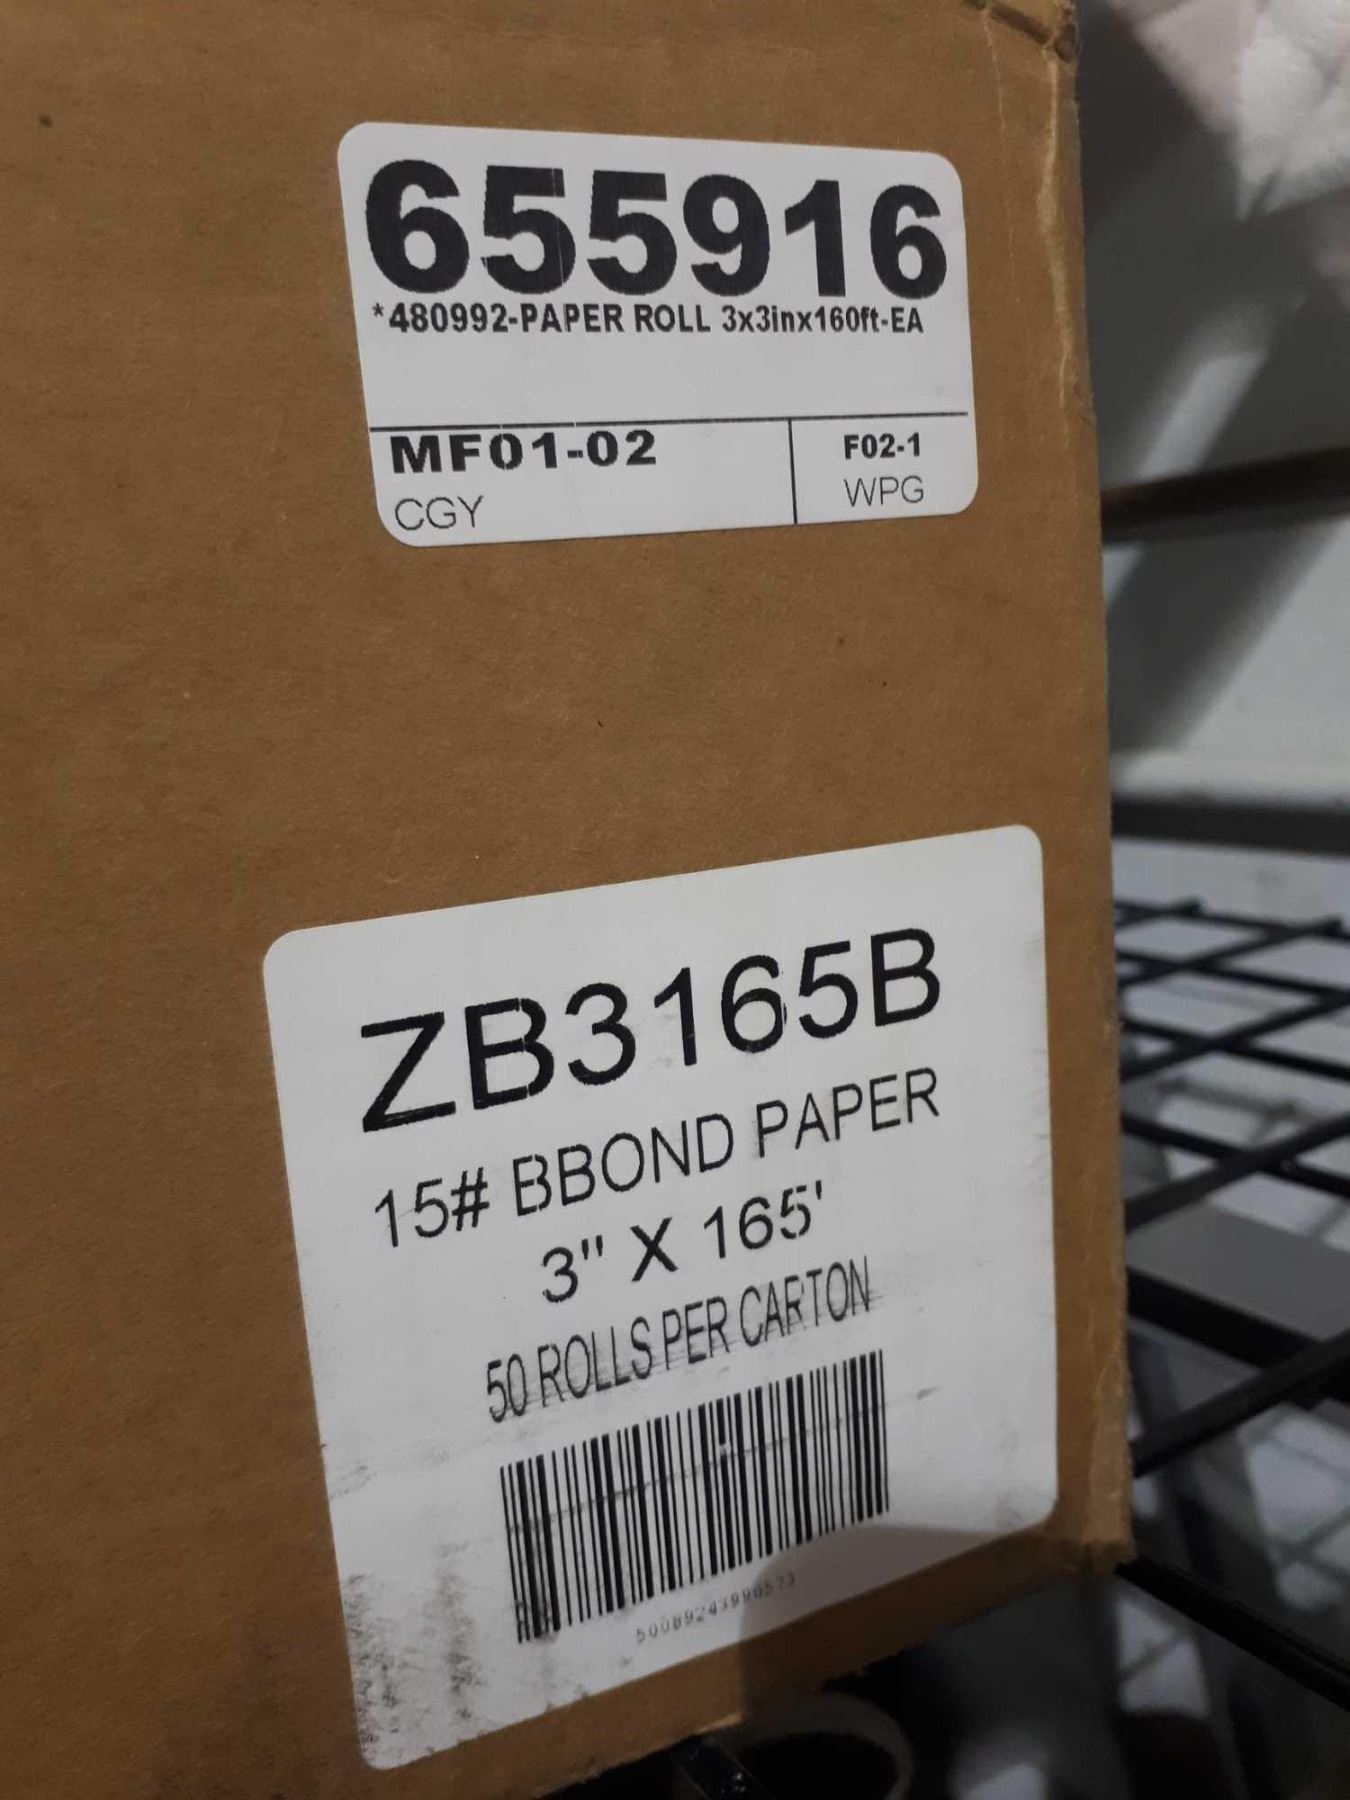 655916
*480992-PAPER ROLL 3x3inx160ft-EA
MF01-02
CGY
F02-1
WPG
ZB3165B
15# BBOND PAPER
3" X 165'
50 ROLLS PER CARTON
50089243990573